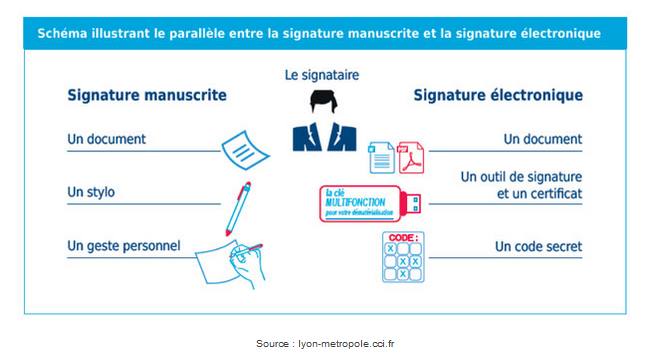 Schéma illustrant le parallèle entre la signature manuscrite et la signature électronique
Le signataire
Signature manuscrite
Un document
Un stylo
Un geste personnel
Signature électronique
Un document
Un outil de signature
et un certificat
la clé
MULTIFONCTION
pour votre dématérialisation
CODE :
X
X X
X
Un code secret
Source : lyon-metropole.cci.fr